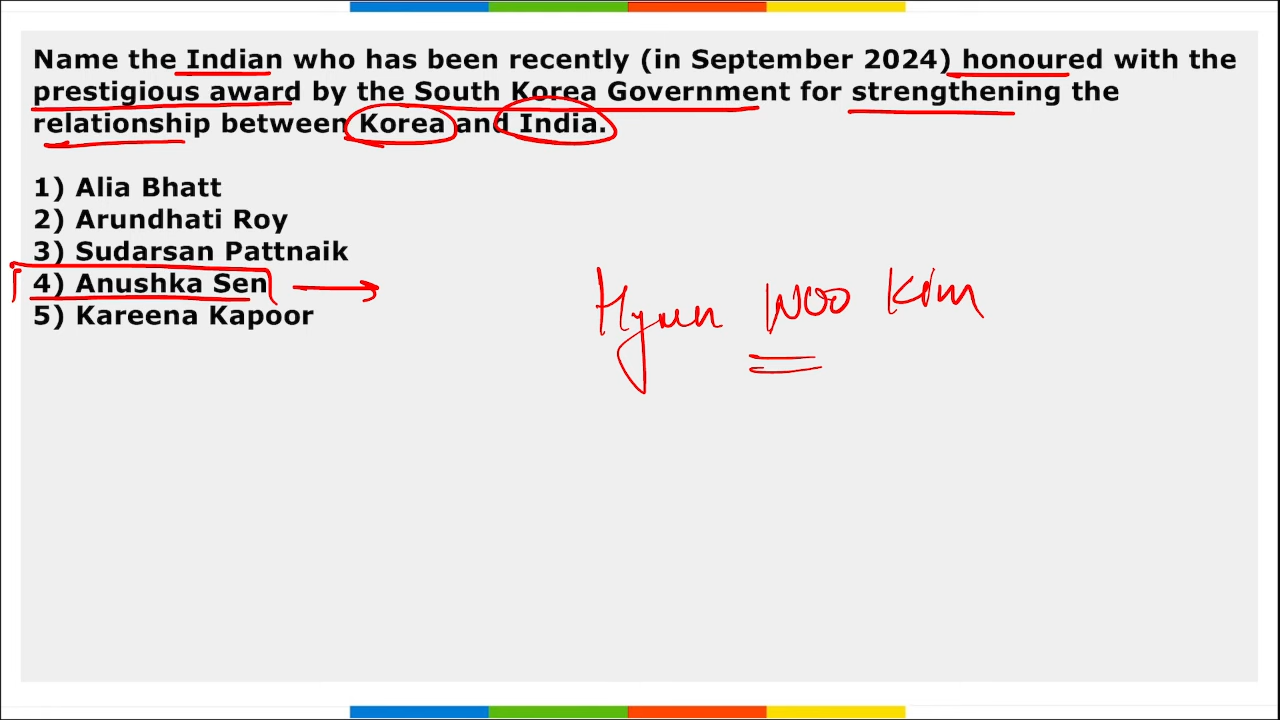 Name the Indian who has been recently (in September 2024) honoured with the
prestigious award by the South Korea Government for strengthening the
relationship between Korea and India.
1) Alia Bhatt
2) Arundhati Roy
3) Sudarsan Pattnaik
4) Anushka Sen
5) Kareena Kapoor
Hyun Woo Kim